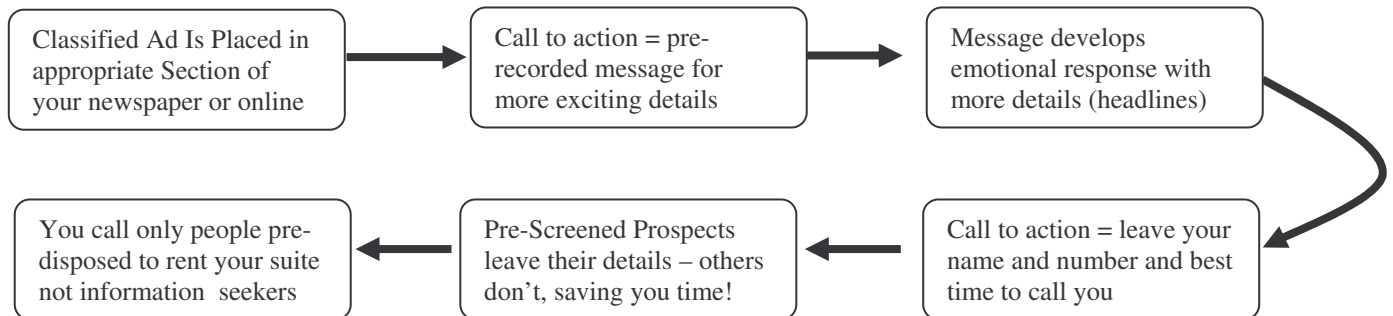 Classified Ad Is Placed in
appropriate Section of
your newspaper or online
Call to action = pre-
recorded message for
more exciting details
Message develops
emotional response with
more details (headlines)
Call to action = leave your
name and number and best
time to call you
Pre-Screened Prospects
leave their details – others
don’t, saving you time!
You call only people pre-
disposed to rent your suite
not information  seekers